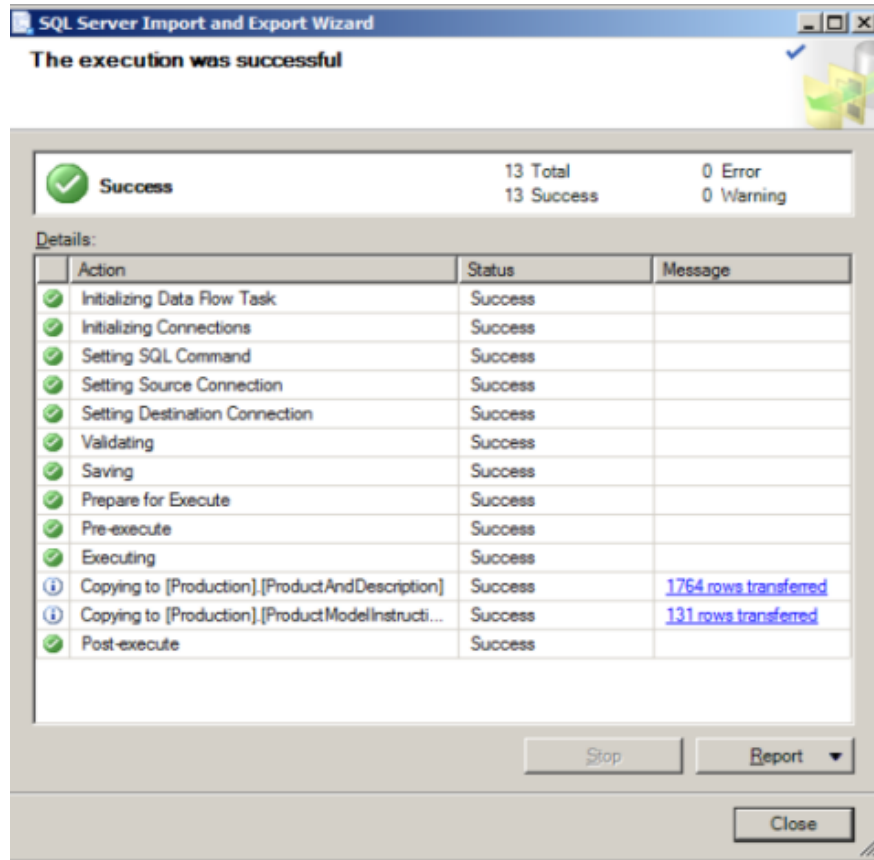 SQL Server Import and Export Wizard
The execution was successful
Success
13 Total 0 Error
13 Success 0 Warning
Details:
Action Status Message
Initializing Data Flow Task Success
Initializing Connections Success
Setting SQL Command Success
Setting Source Connection Success
Setting Destination Connection Success
Validating Success
Saving Success
Prepare for Execute Success
Pre-execute Success
Executing Success
Copying to [Production].[ProductAndDescription] Success 1764 rows transferred
Copying to [Production].[ProductModelInstructi... Success 131 rows transferred
Post-execute Success
Stop Report
Close